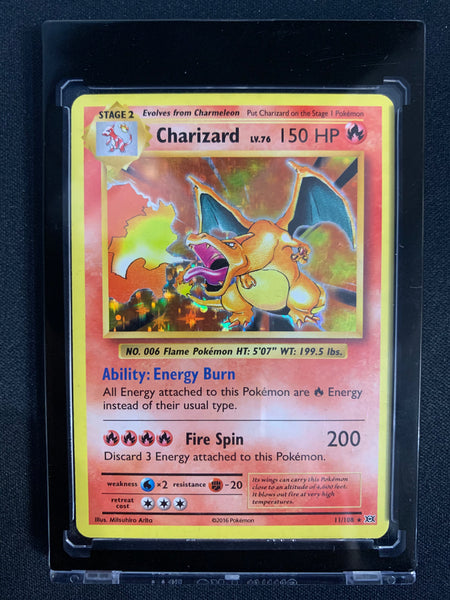 STAGE 2 Evolves from Charmeleon Put Charizard on the Stage 1 Pokémon
Charizard LV.76 150 HP
NO. 006 Flame Pokémon HT: 5'07" WT: 199.5 lbs.
Ability: Energy Burn
All Energy attached to this Pokémon are Energy
instead of their usual type.
Fire Spin 200
Discard 3 Energy attached to this Pokémon.
weakness ×2 resistance -20
retreat
cost
Its wings can carry this Pokémon
close to an altitude of 4,600 feet.
It blows out fire at very high
temperatures.
Illus. Mitsuhiro Arita ©2016 Pokémon 11/108 ★